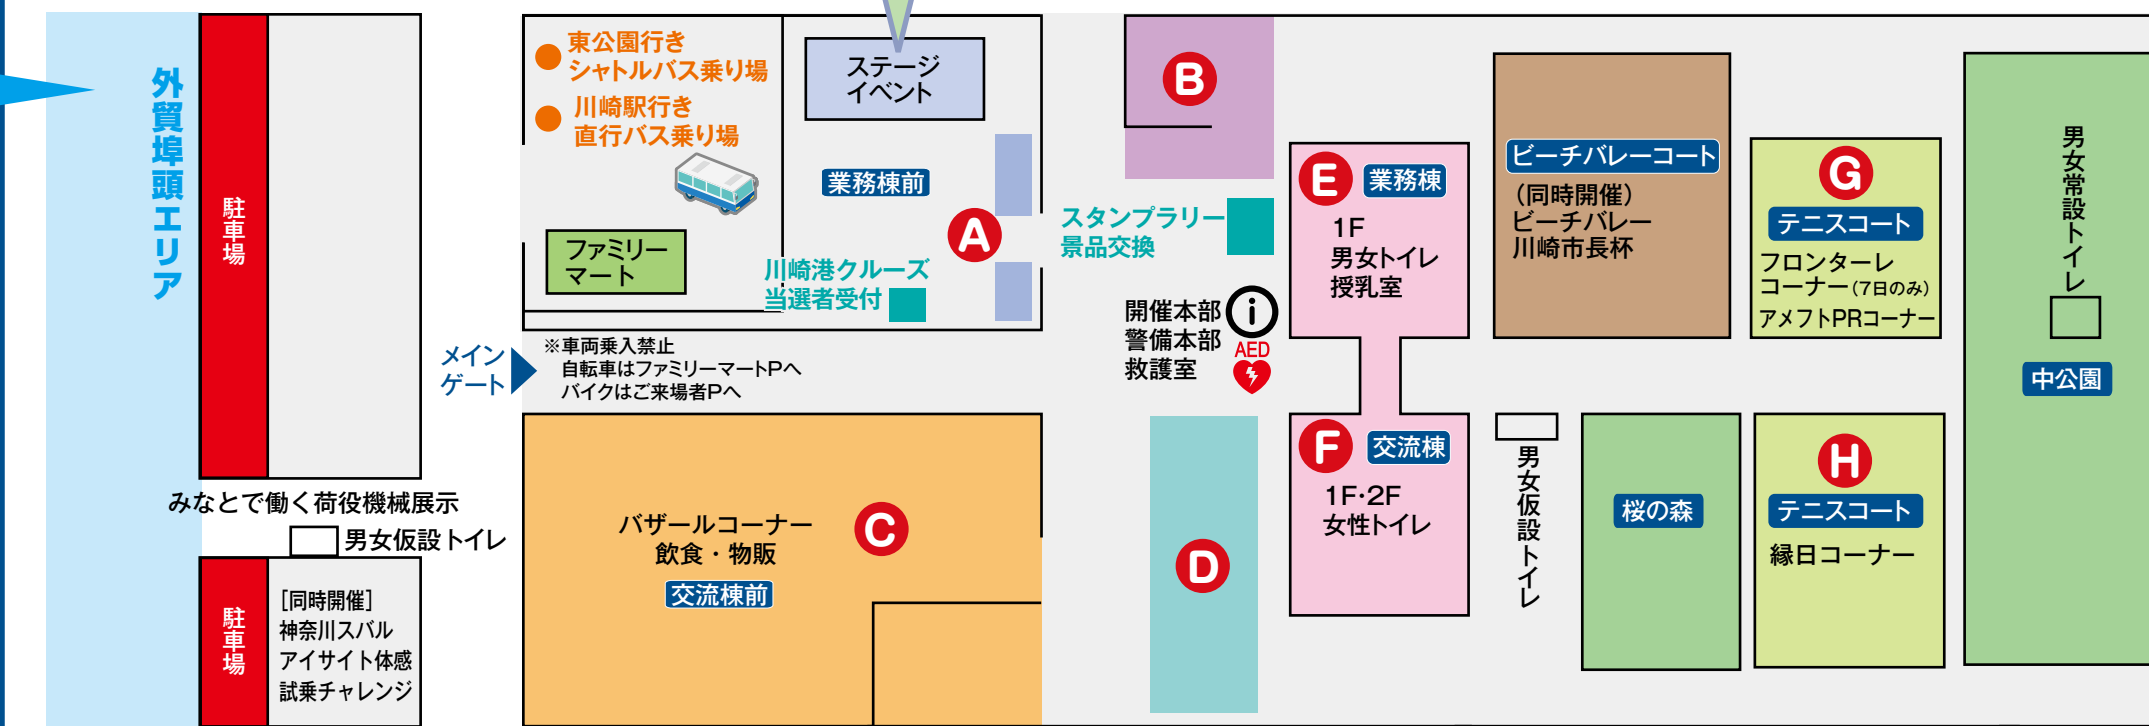 外貿埠頭エリア
駐車場
みなとで働く荷役機械展示
男女仮設トイレ
駐車場
［同時開催］
神奈川スバル
アイサイト体感
試乗チャレンジ
東公園行き
シャトルバス乗り場
川崎駅行き
直行バス乗り場
ファミリー
マート
ステージ
イベント
業務棟前
A
川崎港クルーズ
当選者受付
メイン
ゲート
※車両乗入禁止
自転車はファミリーマートPへ
バイクはご来場者Pへ
バザールコーナー
飲食・物販
交流棟前
C
B
スタンプラリー
景品交換
開催本部
警備本部
救護室
i
AED
D
E 業務棟
1F
男女トイレ
授乳室
F 交流棟
1F・2F
女性トイレ
ビーチバレーコート
（同時開催）
ビーチバレー
川崎市長杯
男女仮設トイレ
桜の森
G
テニスコート
フロンターレ
コーナー（7日のみ）
アメフトPRコーナー
H
テニスコート
縁日コーナー
男女常設トイレ
中公園